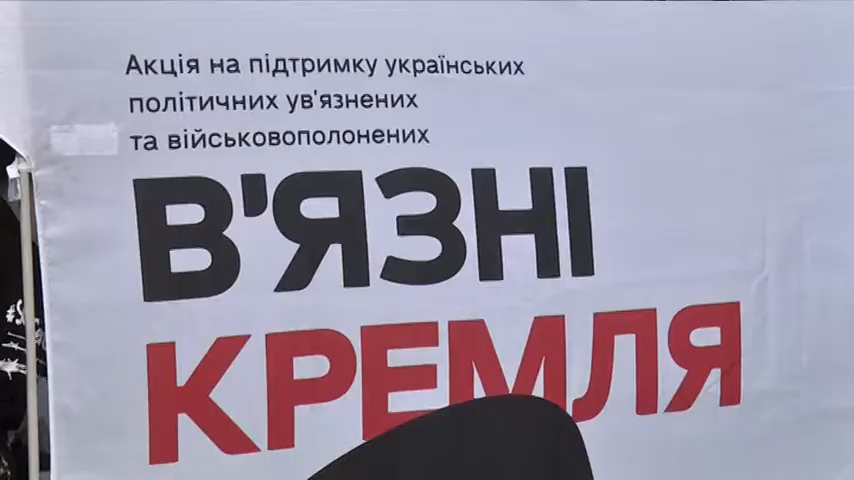 Акція на підтримку українських
політичних ув'язнених
та військовополонених
В'ЯЗНІ
КРЕМЛЯ